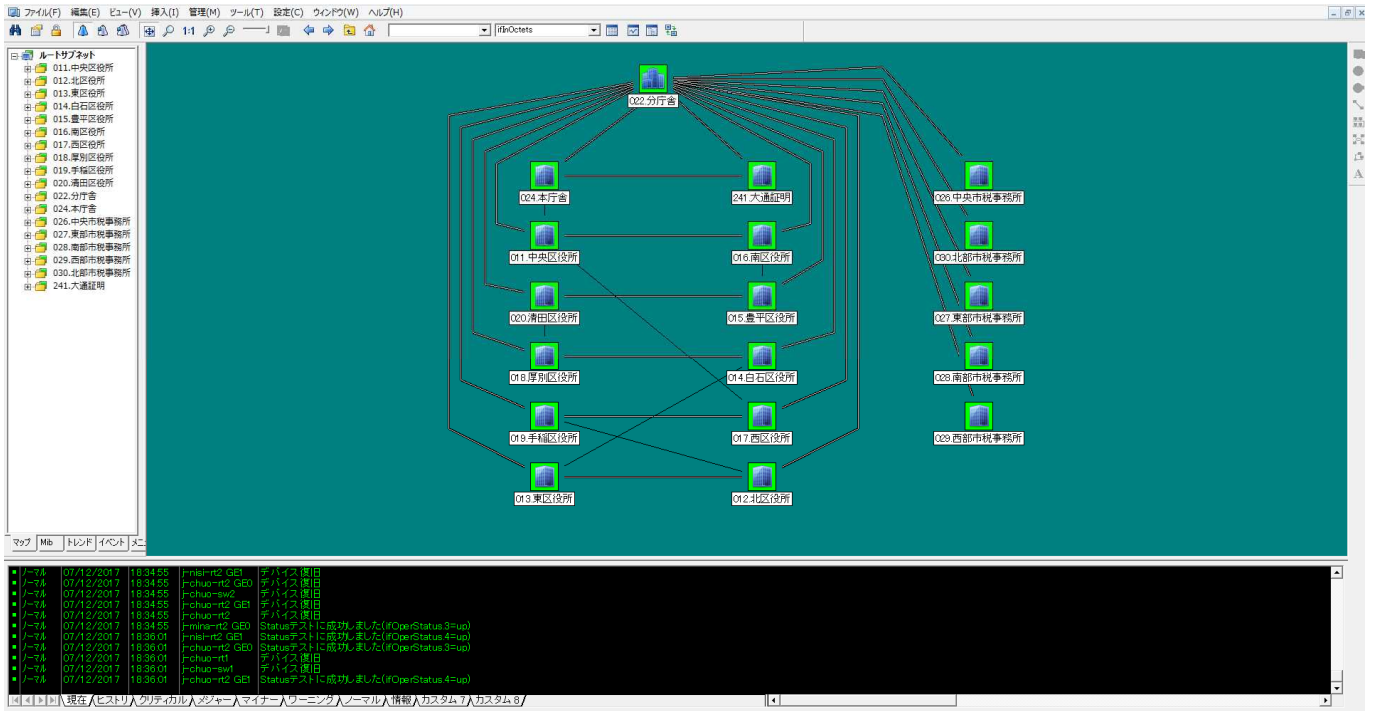 ファイル(F) 編集(E) ビュー(V) 挿入(I) 管理(M) ツール(T) 設定(C) ウィンドウ(W) ヘルプ(H)
1:1 ifInOctets
ルートサブネット
011.中央区役所
012.北区役所
013.東区役所
014.白石区役所
015.豊平区役所
016.南区役所
017.西区役所
018.厚別区役所
019.手稲区役所
020.清田区役所
022.分庁舎
024.本庁舎
026.中央市税事務所
027.東部市税事務所
028.南部市税事務所
029.西部市税事務所
030.北部市税事務所
241.大通証明
マップ Mib トレンド イベント メニ
022.分庁舎
024.本庁舎 241.大通証明 026.中央市税事務所
011.中央区役所 016.南区役所 030.北部市税事務所
020.清田区役所 015.豊平区役所 027.東部市税事務所
018.厚別区役所 014.白石区役所 028.南部市税事務所
019.手稲区役所 017.西区役所 029.西部市税事務所
013.東区役所 012.北区役所
ノーマル 07/12/2017 18:34:55 j-nisi-rt2 GE1 デバイス復旧
ノーマル 07/12/2017 18:34:55 j-chuo-rt2 GE0 デバイス復旧
ノーマル 07/12/2017 18:34:55 j-chuo-sw2 デバイス復旧
ノーマル 07/12/2017 18:34:55 j-chuo-rt2 GE1 デバイス復旧
ノーマル 07/12/2017 18:34:55 j-chuo-rt2 デバイス復旧
ノーマル 07/12/2017 18:34:55 j-mina-rt2 GE0 Statusテストに成功しました(ifOperStatus.3=up)
ノーマル 07/12/2017 18:36:01 j-nisi-rt2 GE1 Statusテストに成功しました(ifOperStatus.4=up)
ノーマル 07/12/2017 18:36:01 j-chuo-rt2 GE0 Statusテストに成功しました(ifOperStatus.3=up)
ノーマル 07/12/2017 18:36:01 j-chuo-rt1 デバイス復旧
ノーマル 07/12/2017 18:36:01 j-chuo-sw1 デバイス復旧
ノーマル 07/12/2017 18:36:01 j-chuo-rt2 GE1 Statusテストに成功しました(ifOperStatus.4=up)
現在 ヒストリ クリティカル メジャー マイナー ワーニング ノーマル 情報 カスタム 7 カスタム 8